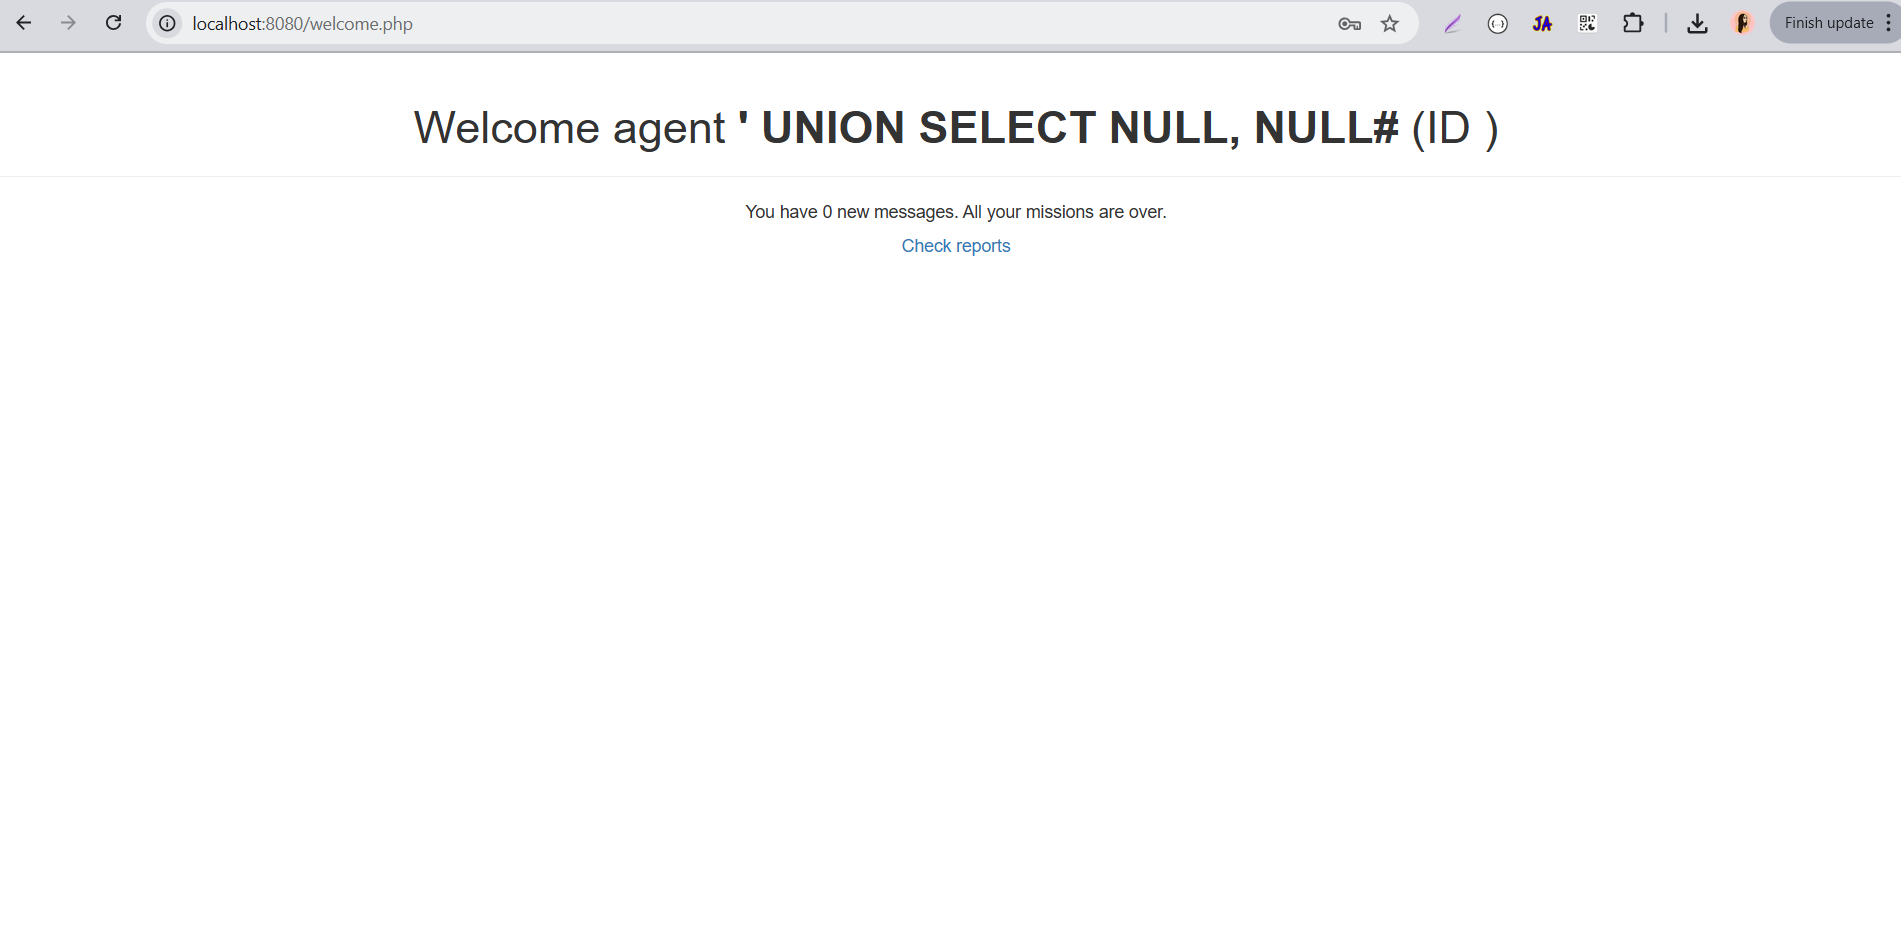 localhost:8080/welcome.php
JA
Finish update
Welcome agent ' UNION SELECT NULL, NULL# (ID )
You have 0 new messages. All your missions are over.
Check reports